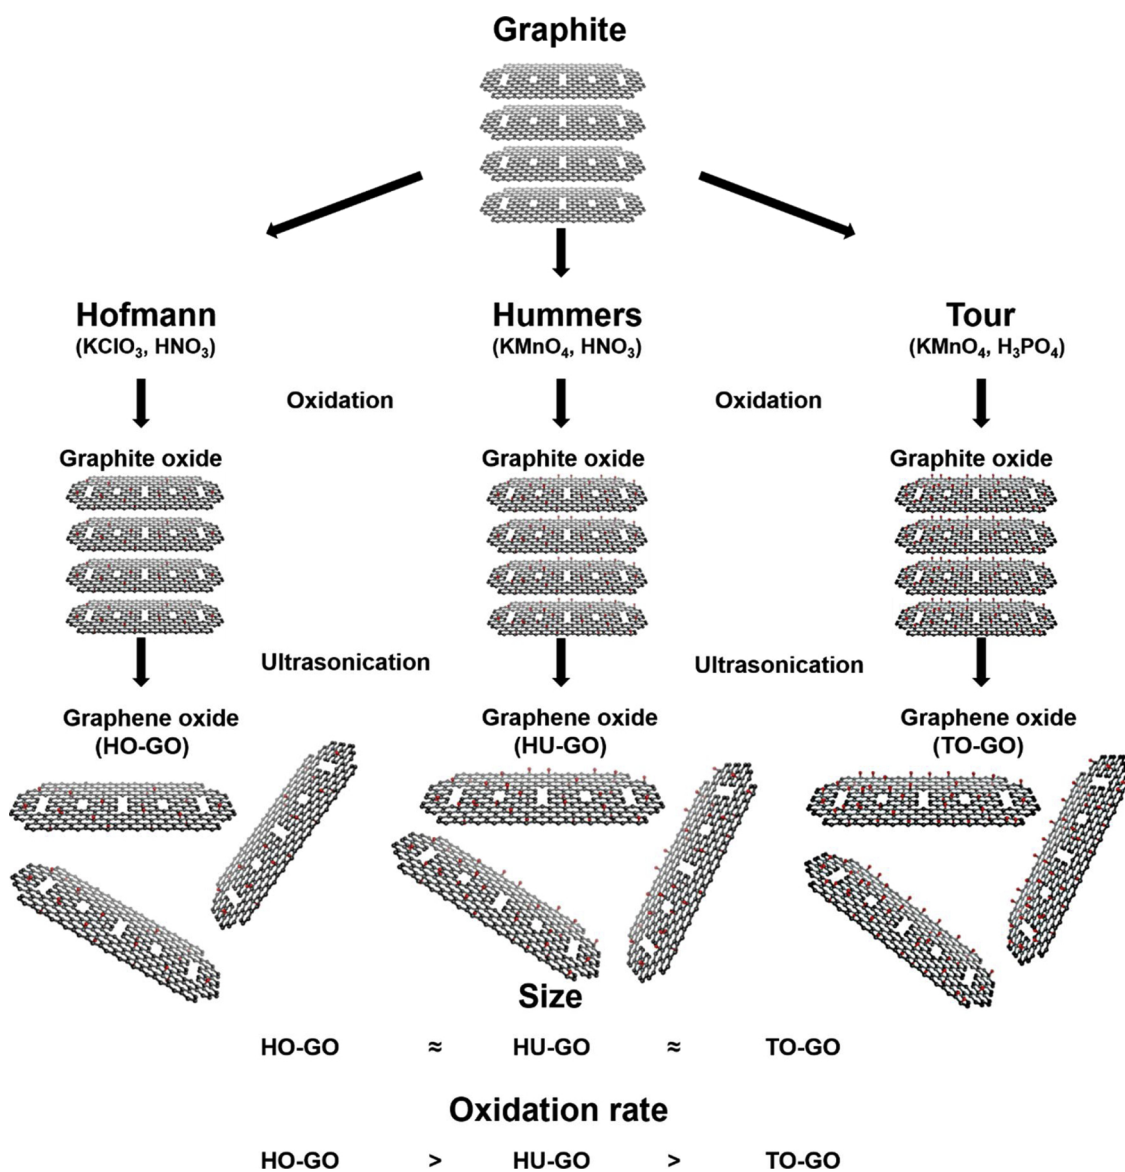 Graphite
Hofmann
(KClO₃, HNO₃)
Hummers
(KMnO₄, HNO₃)
Tour
(KMnO₄, H₃PO₄)
Oxidation
Oxidation
Graphite oxide
Graphite oxide
Graphite oxide
Ultrasonication
Ultrasonication
Graphene oxide
(HO-GO)
Graphene oxide
(HU-GO)
Graphene oxide
(TO-GO)
Size
HO-GO ≈ HU-GO ≈ TO-GO
Oxidation rate
HO-GO > HU-GO > TO-GO